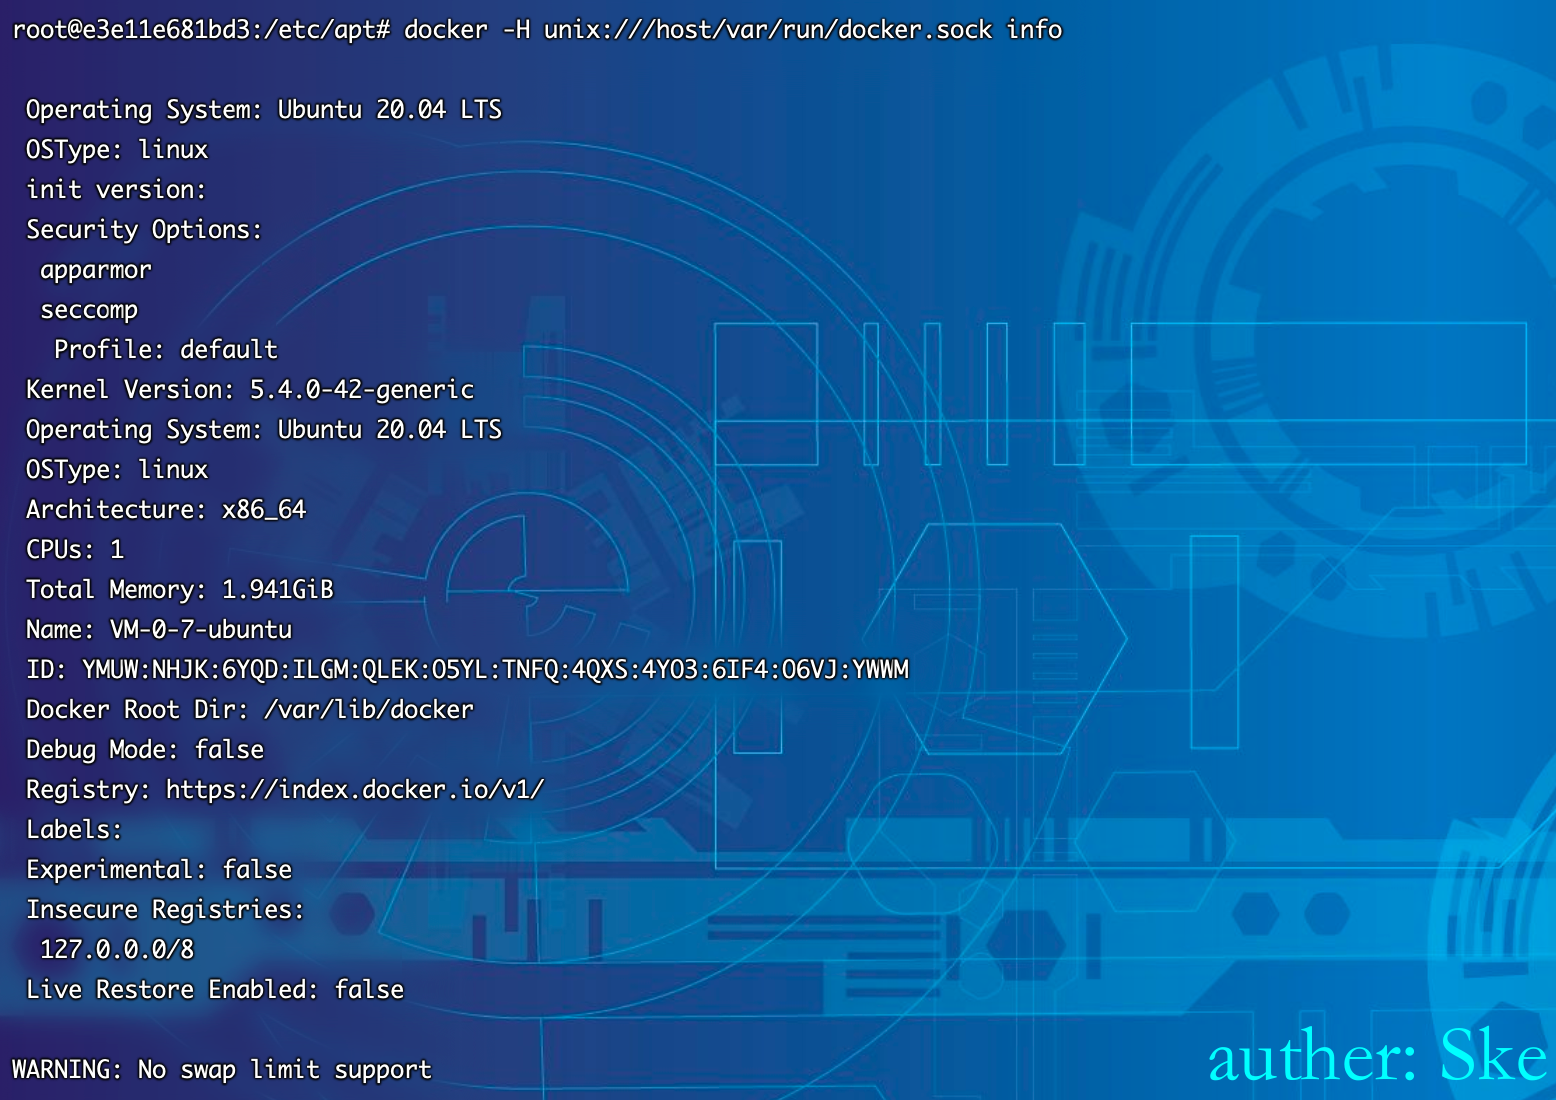 root@e3e11e681bd3:/etc/apt# docker -H unix:///host/var/run/docker.sock info
Operating System: Ubuntu 20.04 LTS
OSType: linux
init version:
Security Options:
apparmor
seccomp
Profile: default
Kernel Version: 5.4.0-42-generic
Operating System: Ubuntu 20.04 LTS
OSType: linux
Architecture: x86_64
CPUs: 1
Total Memory: 1.941GiB
Name: VM-0-7-ubuntu
ID: YMUW:NHJK:6YQD:ILGM:QLEK:O5YL:TNFQ:4QXS:4YO3:6IF4:O6VJ:YWWM
Docker Root Dir: /var/lib/docker
Debug Mode: false
Registry: https://index.docker.io/v1/
Labels:
Experimental: false
Insecure Registries:
127.0.0.0/8
Live Restore Enabled: false
WARNING: No swap limit support
auther: Ske